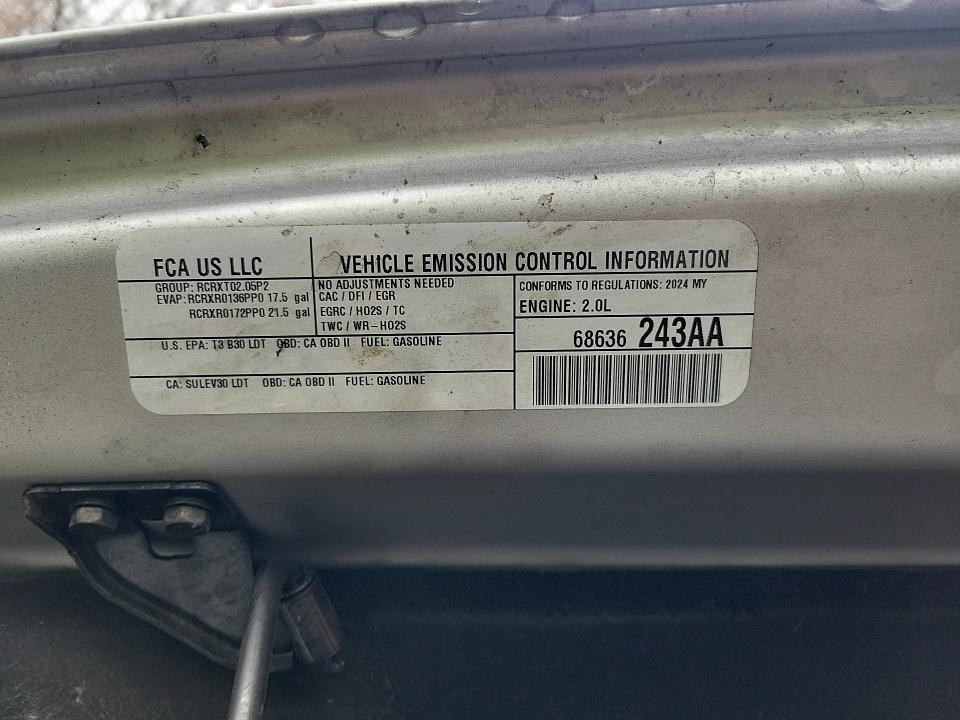 FCA US LLC
VEHICLE EMISSION CONTROL INFORMATION
GROUP: RCRXT02.05P2
EVAP: RCRXR0136PP0 17.5 gal
RCRXR0172PP0 21.5 gal
NO ADJUSTMENTS NEEDED
CAC / DFI / EGR
EGRC / HO2S / TC
TWC / WR-HO2S
CONFORMS TO REGULATIONS: 2024 MY
ENGINE: 2.0L
68636 243AA
U.S. EPA: T3 B30 LDT OBD: CA OBD II FUEL: GASOLINE
CA: SULEV30 LDT OBD: CA OBD II FUEL: GASOLINE